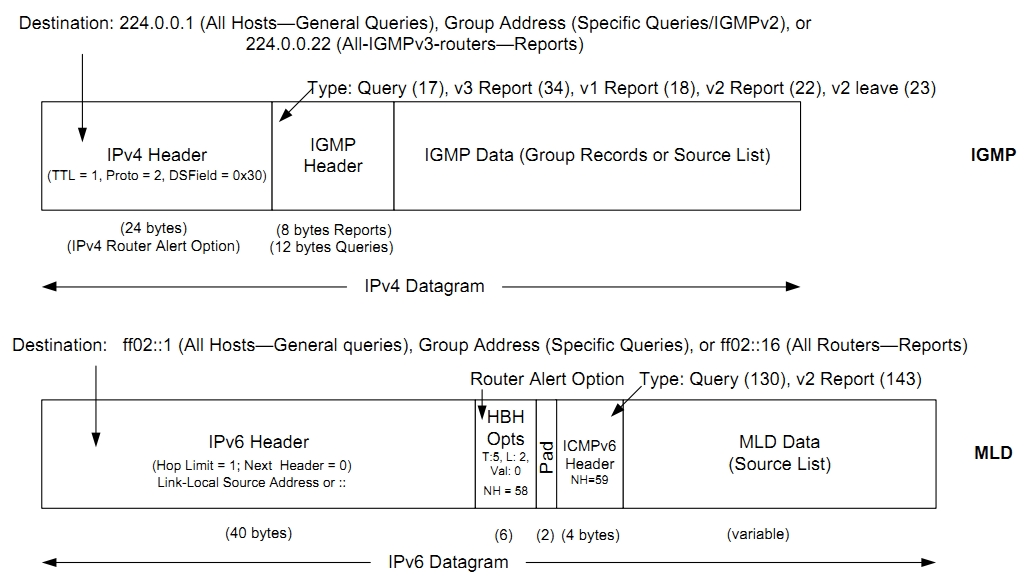 Destination: 224.0.0.1 (All Hosts—General Queries), Group Address (Specific Queries/IGMPv2), or
224.0.0.22 (All-IGMPv3-routers—Reports)
Type: Query (17), v3 Report (34), v1 Report (18), v2 Report (22), v2 leave (23)
IPv4 Header
(TTL = 1, Proto = 2, DSField = 0x30)
IGMP
Header
IGMP Data (Group Records or Source List)
IGMP
(24 bytes)
(IPv4 Router Alert Option)
(8 bytes Reports)
(12 bytes Queries)
IPv4 Datagram
Destination: ff02::1 (All Hosts—General queries), Group Address (Specific Queries), or ff02::16 (All Routers—Reports)
Router Alert Option
Type: Query (130), v2 Report (143)
IPv6 Header
(Hop Limit = 1; Next Header = 0)
Link-Local Source Address or ::
HBH
Opts
T:5, L: 2,
Val: 0
NH = 58
Pad
ICMPv6
Header
NH=59
MLD Data
(Source List)
MLD
(40 bytes)
(6)
(2)
(4 bytes)
(variable)
IPv6 Datagram